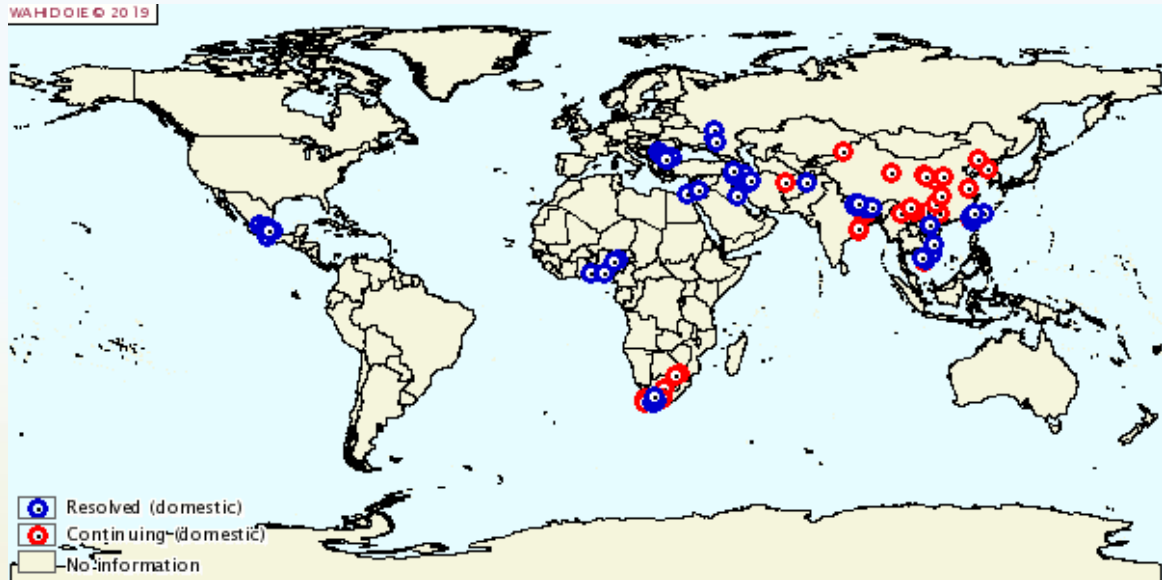 WAHIDOIE © 2019
Resolved (domestic)
Continuing (domestic)
No information